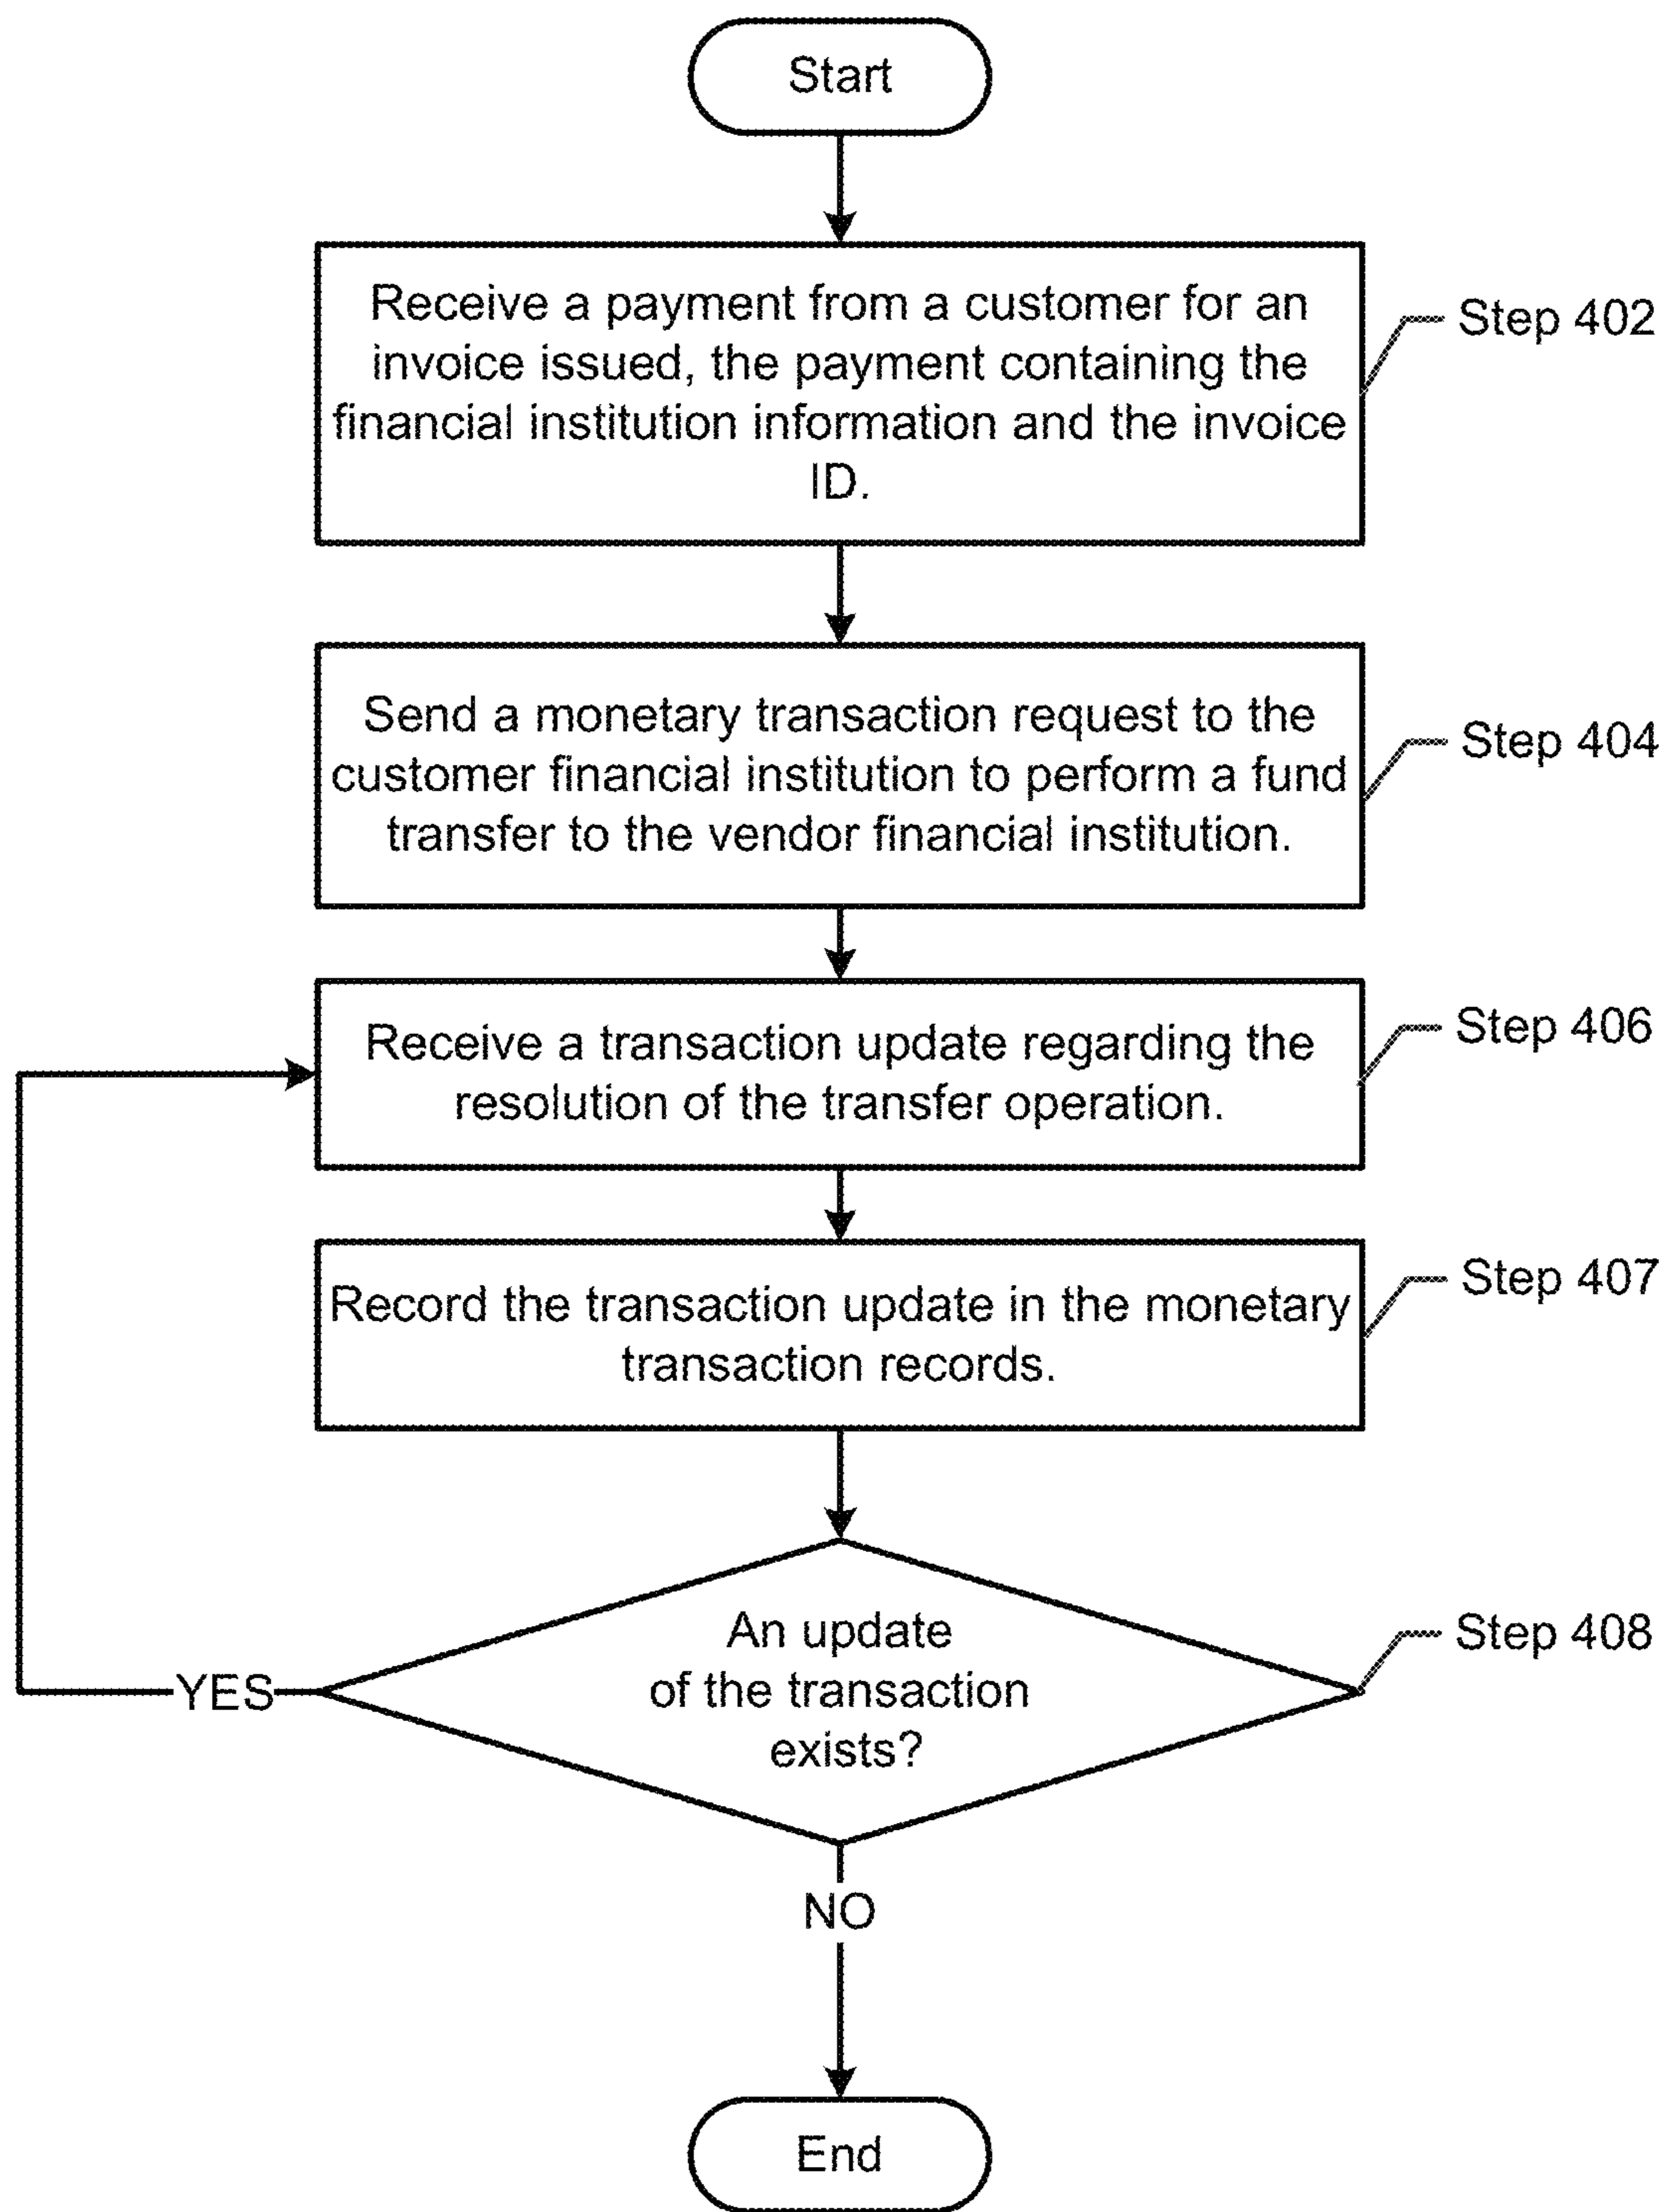 Start
Receive a payment from a customer for an
invoice issued, the payment containing the
financial institution information and the invoice
ID.
Step 402
Send a monetary transaction request to the
customer financial institution to perform a fund
transfer to the vendor financial institution.
Step 404
Receive a transaction update regarding the
resolution of the transfer operation.
Step 406
Record the transaction update in the monetary
transaction records.
Step 407
An update
of the transaction
exists?
Step 408
YES
NO
End